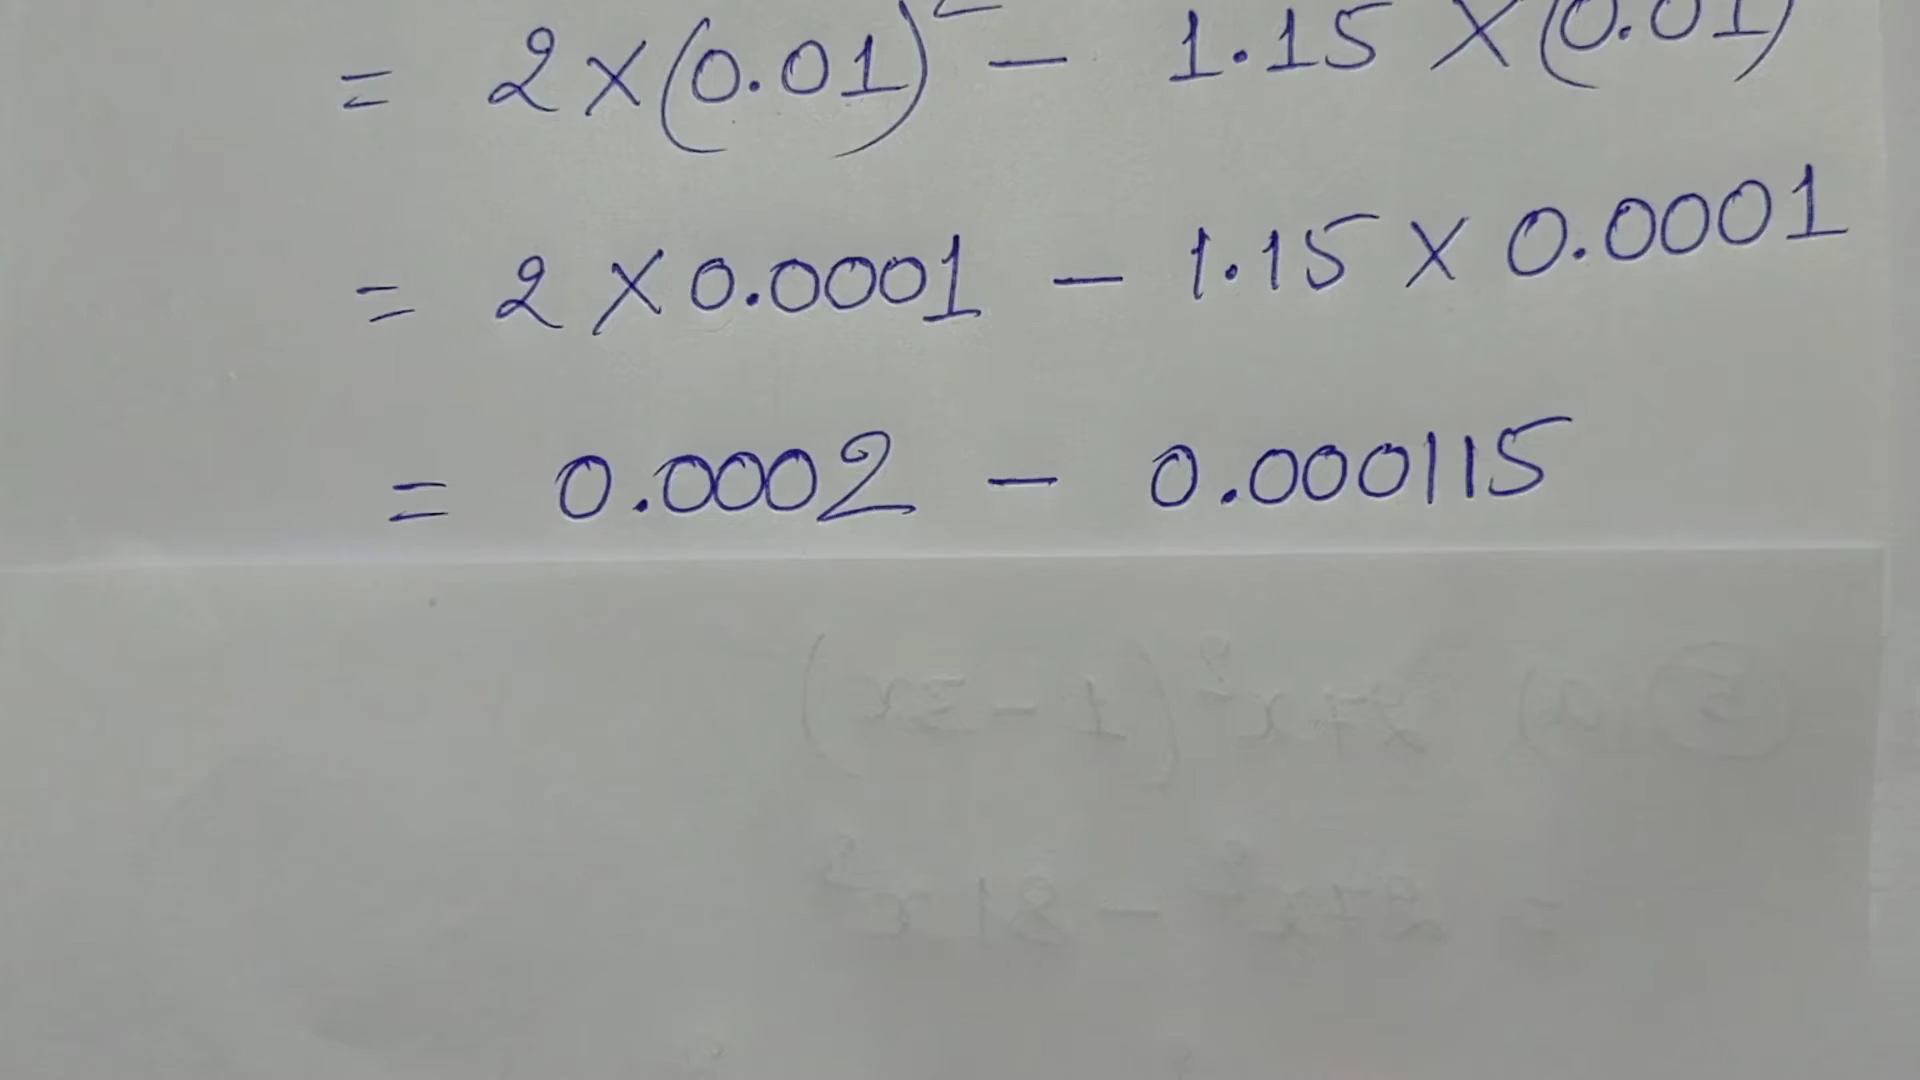 = 2 × (0.01)² - 1.15 × (0.01)
= 2 × 0.0001 - 1.15 × 0.0001
= 0.0002 - 0.000115